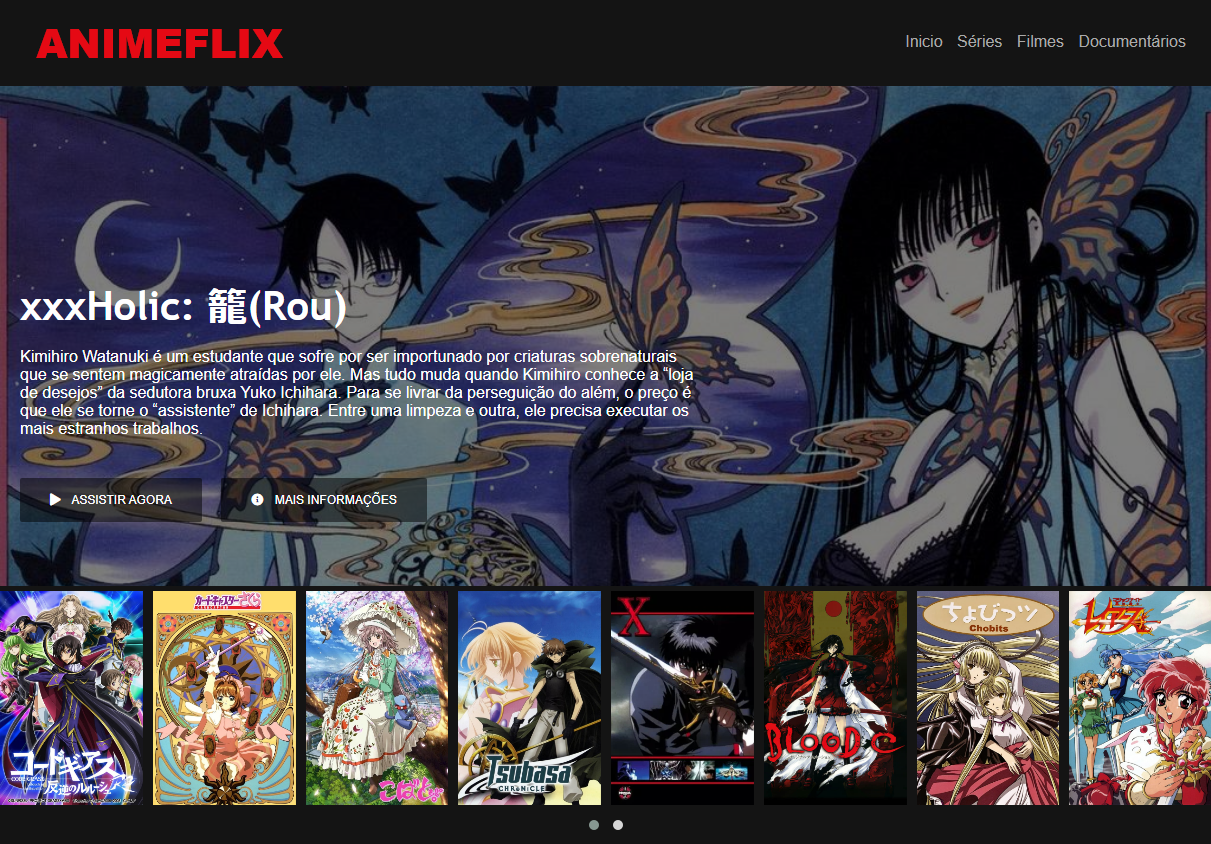 ANIMEFLIX
Inicio Séries Filmes Documentários
xxxHolic: 籠(Rou)
Kimihiro Watanuki é um estudante que sofre por ser importunado por criaturas sobrenaturais
que se sentem magicamente atraídas por ele. Mas tudo muda quando Kimihiro conhece a “loja
de desejos” da sedutora bruxa Yuko Ichihara. Para se livrar da perseguição do além, o preço é
que ele se torne o “assistente” de Ichihara. Entre uma limpeza e outra, ele precisa executar os
mais estranhos trabalhos.
ASSISTIR AGORA
MAIS INFORMAÇÕES
コードギアス
反逆のルルーシュ
カードキャプターさくら
こばと。
Tsubasa
CHRoNiCLE
X
BLOOD-C
ちょびっツ
Chobits
レイアース